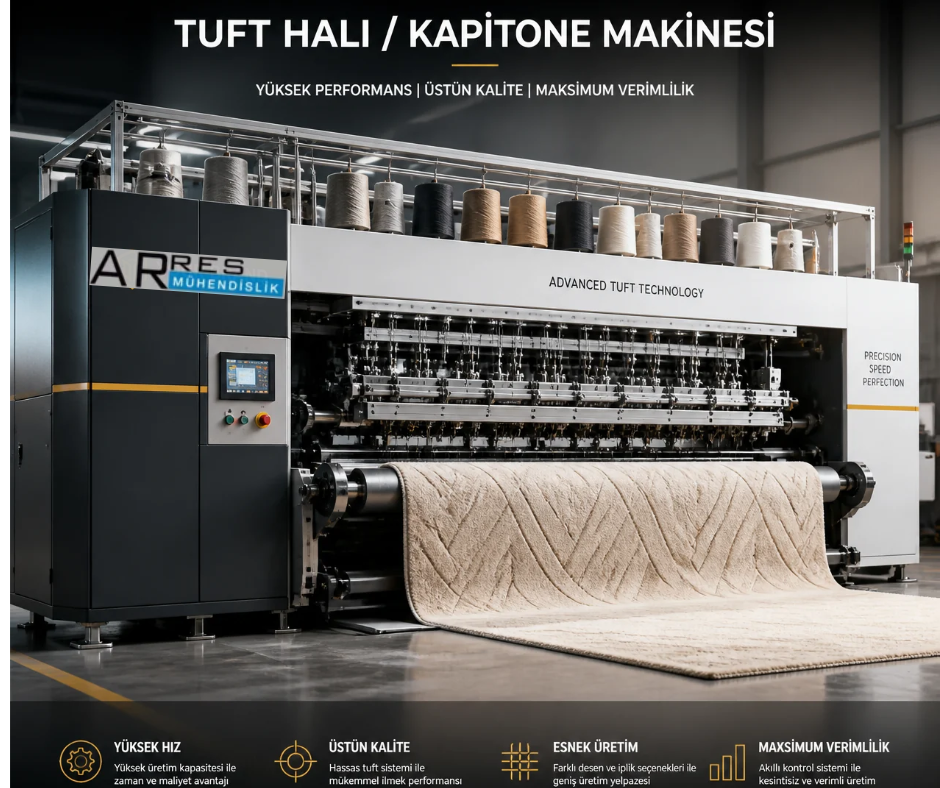 TUFT HALI / KAPİTONE MAKİNESİ
YÜKSEK PERFORMANS | ÜSTÜN KALİTE | MAKSİMUM VERİMLİLİK
ARRES
MÜHENDİSLİK
ADVANCED TUFT TECHNOLOGY
PRECISION
SPEED
PERFECTION
YÜKSEK HIZ
Yüksek üretim kapasitesi ile
zaman ve maliyet avantajı
ÜSTÜN KALİTE
Hassas tuft sistemi ile
mükemmel ilmek performansı
ESNEK ÜRETİM
Farklı desen ve iplik seçenekleri ile
geniş üretim yelpazesi
MAXSİMUM VERİMLİLİK
Akıllı kontrol sistemi ile
kesintisiz ve verimli üretim